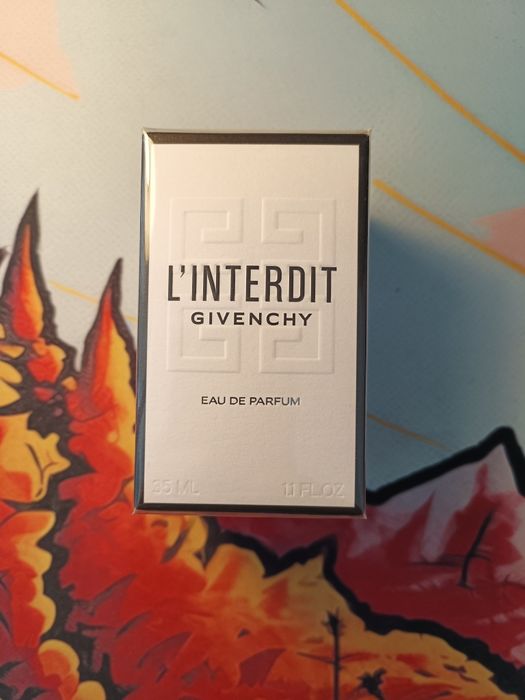 L'INTERDIT
GIVENCHY
EAU DE PARFUM
35 ML 1.1 FL.OZ